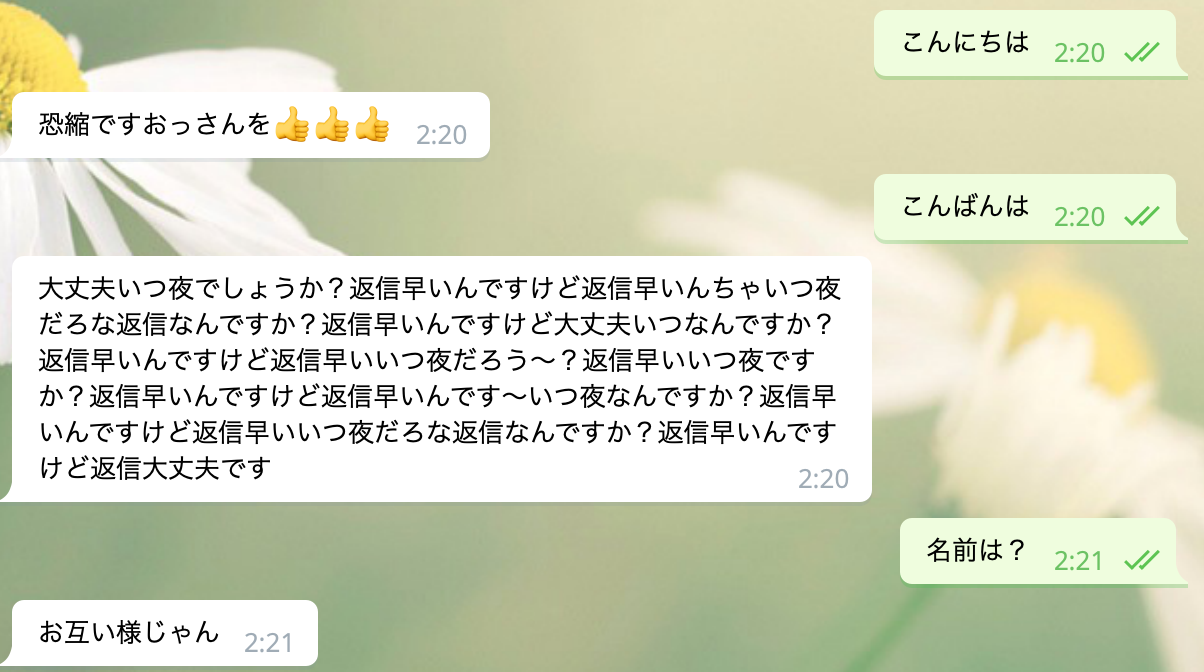 こんにちは 2:20
恐縮ですおっさんを👍👍👍 2:20
こんばんは 2:20
大丈夫いつ夜でしょうか？返信早いんですけど返信早いんちゃいつ夜
だろな返信なんですか？返信早いんですけど大丈夫いつなんですか？
返信早いんですけど返信早いいつ夜だろう〜？返信早いいつ夜です
か？返信早いんですけど返信早いんです〜いつ夜なんですか？返信早
いんですけど返信早いいつ夜だろな返信なんですか？返信早いんです
けど返信大丈夫です 2:20
名前は？ 2:21
お互い様じゃん 2:21